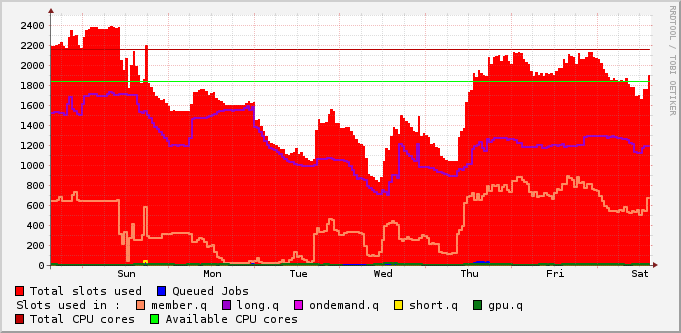 2400
2200
2000
1800
1600
1400
1200
1000
800
600
400
200
0
Sun Mon Tue Wed Thu Fri Sat
RRDTOOL / TOBI OETIKER
Total slots used Queued Jobs
Slots used in : member.q long.q ondemand.q short.q gpu.q
Total CPU cores Available CPU cores